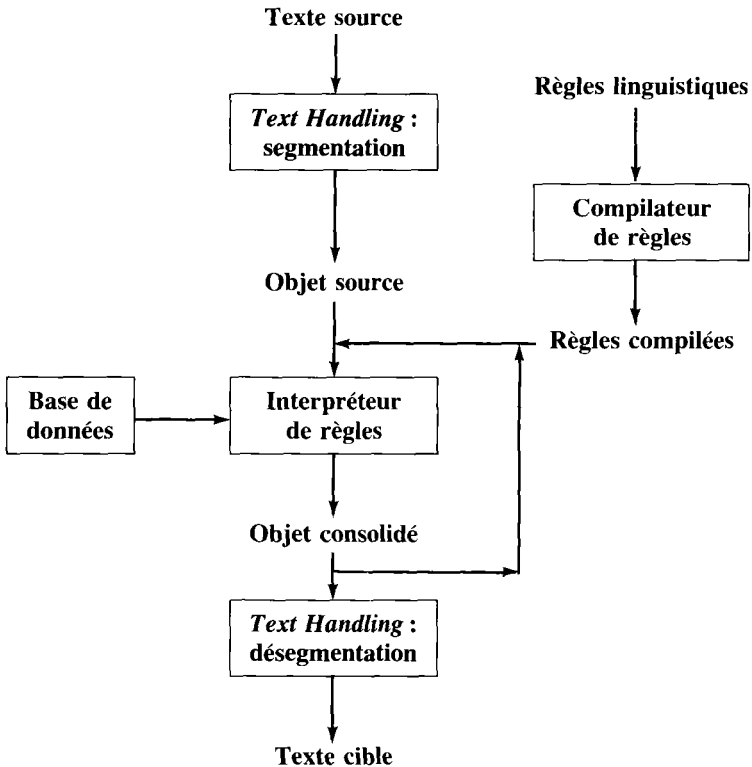 Texte source
Text Handling :
segmentation
Règles linguistiques
Compilateur
de règles
Objet source
Règles compilées
Base de
données
Interpréteur
de règles
Objet consolidé
Text Handling :
désegmentation
Texte cible